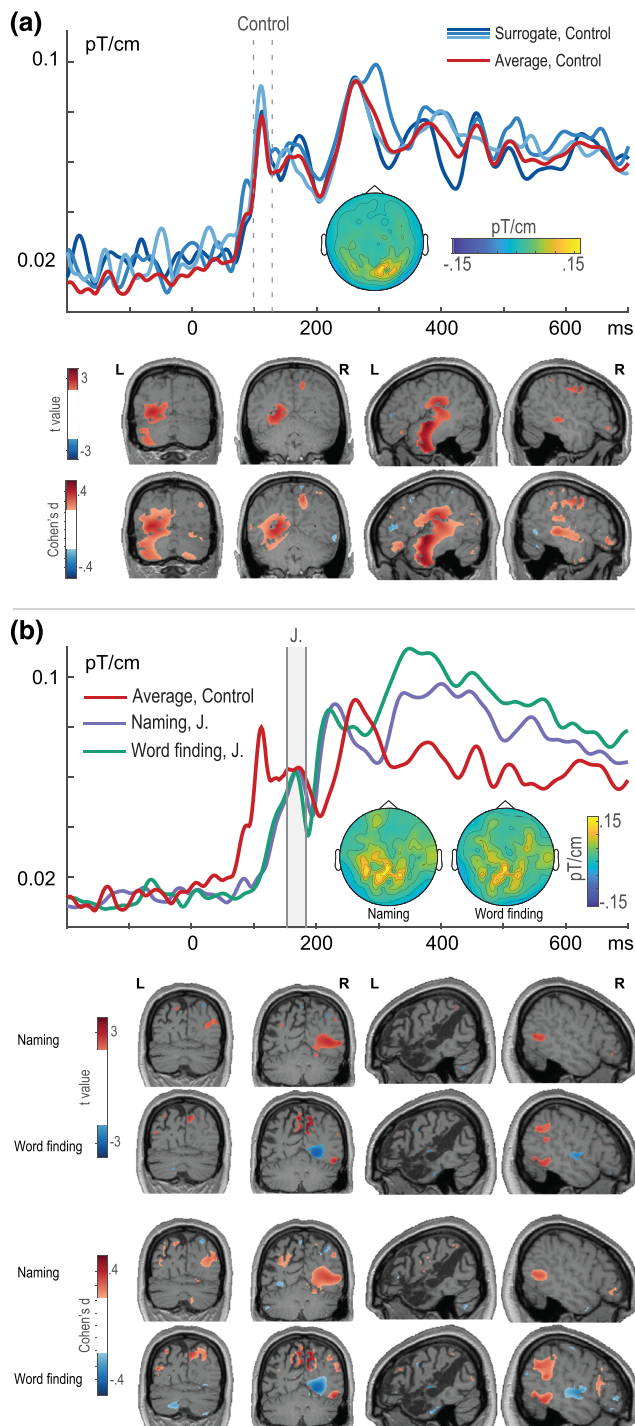 (a)
pT/cm
Control
Surrogate, Control
Average, Control
0.1
0.02
pT/cm
-.15 .15
0 200 400 600 ms
L R L R
t value
3
-3
Cohen's d
.4
-.4
(b)
J.
pT/cm
0.1
Average, Control
Naming, J.
Word finding, J.
0.02
Naming Word finding
.15
pT/cm
-.15
0 200 400 600 ms
L R L R
Naming
3
t value
-3
Word finding
Naming
.4
Cohen's d
-.4
Word finding